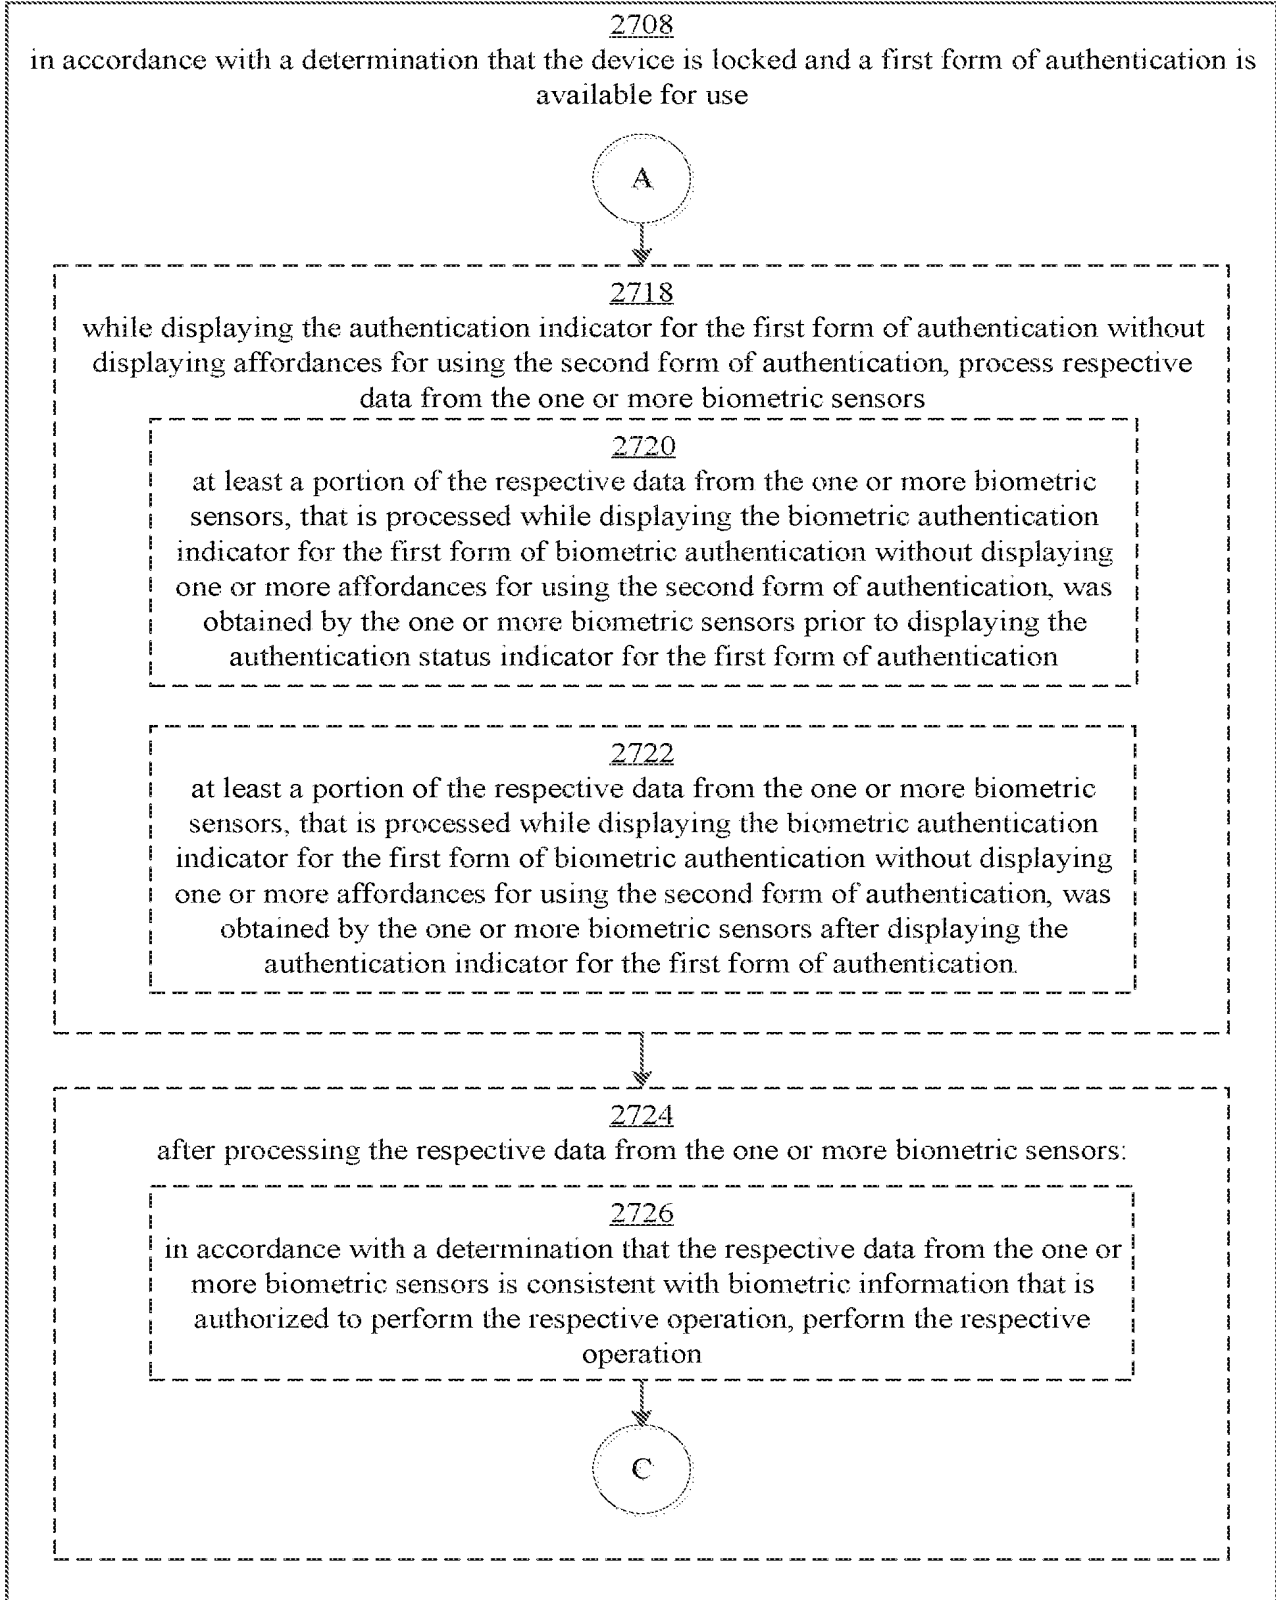 2708
in accordance with a determination that the device is locked and a first form of authentication is
available for use
A
2718
while displaying the authentication indicator for the first form of authentication without
displaying affordances for using the second form of authentication, process respective
data from the one or more biometric sensors
2720
at least a portion of the respective data from the one or more biometric
sensors, that is processed while displaying the biometric authentication
indicator for the first form of biometric authentication without displaying
one or more affordances for using the second form of authentication, was
obtained by the one or more biometric sensors prior to displaying the
authentication status indicator for the first form of authentication
2722
at least a portion of the respective data from the one or more biometric
sensors, that is processed while displaying the biometric authentication
indicator for the first form of biometric authentication without displaying
one or more affordances for using the second form of authentication, was
obtained by the one or more biometric sensors after displaying the
authentication indicator for the first form of authentication.
2724
after processing the respective data from the one or more biometric sensors:
2726
in accordance with a determination that the respective data from the one or
more biometric sensors is consistent with biometric information that is
authorized to perform the respective operation, perform the respective
operation
C